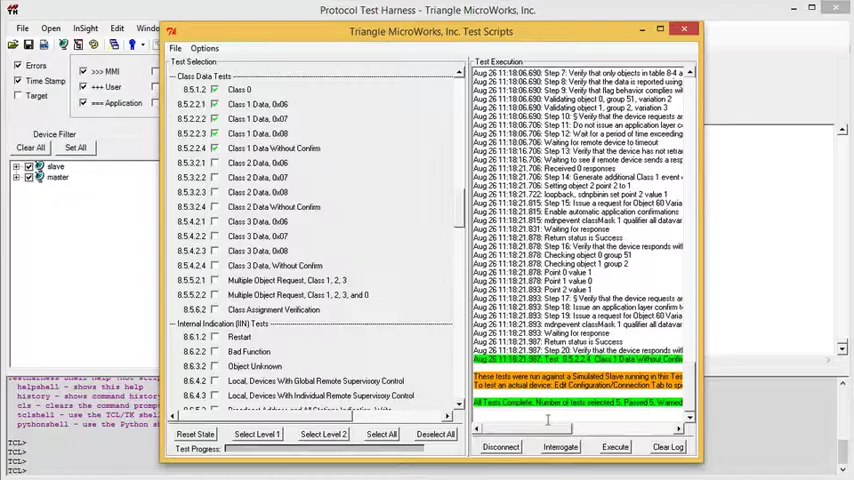 Protocol Test Harness - Triangle MicroWorks, Inc.
File Open InSight Edit
Triangle MicroWorks, Inc. Test Scripts
File Options
Errors
Time Stamp
Target
>>> MMI
+++ User
=== Application
Device Filter
Clear All Set All
slave
master
Test Selection
Class Data Tests
8.5.1.2 Class 0
8.5.2.2.1 Class 1 Data, 0x06
8.5.2.2.2 Class 1 Data, 0x07
8.5.2.2.3 Class 1 Data, 0x08
8.5.2.2.4 Class 1 Data Without Confirm
8.5.3.2.1 Class 2 Data, 0x06
8.5.3.2.2 Class 2 Data, 0x07
8.5.3.2.3 Class 2 Data, 0x08
8.5.3.2.4 Class 2 Data Without Confirm
8.5.4.2.1 Class 3 Data, 0x06
8.5.4.2.2 Class 3 Data, 0x07
8.5.4.2.3 Class 3 Data, 0x08
8.5.4.2.4 Class 3 Data, Without Confirm
8.5.5.2.1 Multiple Object Request, Class 1, 2, 3
8.5.5.2.2 Multiple Object Request, Class 1, 2, 3, and 0
8.5.6.2 Class Assignment Verification
Internal Indication (IIN) Tests
8.6.1.2 Restart
8.6.2.2 Bad Function
8.6.3.2 Object Unknown
8.6.4.2 Local, Devices With Global Remote Supervisory Control
8.6.4.3 Local, Devices With Individual Remote Supervisory Control
Reset State Select Level 1 Select Level 2 Select All Deselect All
Test Progress:
Test Execution
Aug 26 11:18:06.690: Step 7: Verify that only objects in table 8-4 a
Aug 26 11:18:06.690: Step 8: Verify that the data is reported using
Aug 26 11:18:06.690: Step 9: Verify that flag behavior complies wi
Aug 26 11:18:06.690: Validating object 0, group 51, variation 2
Aug 26 11:18:06.690: Validating object 1, group 2, variation 3
Aug 26 11:18:06.690: Step 10: § Verify that the device requests a
Aug 26 11:18:06.706: Step 11: Do not issue an application layer c
Aug 26 11:18:06.706: Step 12: Wait for a period of time exceeding
Aug 26 11:18:06.706: Waiting for remote device to timeout
Aug 26 11:18:16.706: Step 13: Verify that the device has not retra
Aug 26 11:18:16.706: Waiting to see if remote device sends a resp
Aug 26 11:18:21.706: Received 0 responses
Aug 26 11:18:21.706: Step 14: Generate additional Class 1 event
Aug 26 11:18:21.706: Setting object 2 point 2 to 1
Aug 26 11:18:21.722: loopback, sdnpbinin set point 2 value 1
Aug 26 11:18:21.815: Step 15: Issue a request for Object 60 Varia
Aug 26 11:18:21.815: Enable automatic application confirmations
Aug 26 11:18:21.815: mdnpevent classMask 1 qualifier all datavar
Aug 26 11:18:21.831: Waiting for response
Aug 26 11:18:21.878: Return status is Success
Aug 26 11:18:21.878: Step 16: Verify that the device responds wit
Aug 26 11:18:21.878: Checking object 0 group 51
Aug 26 11:18:21.878: Checking object 1 group 2
Aug 26 11:18:21.878: Point 0 value 1
Aug 26 11:18:21.878: Point 1 value 0
Aug 26 11:18:21.893: Point 2 value 1
Aug 26 11:18:21.893: Step 17: § Verify that the device requests a
Aug 26 11:18:21.893: Step 18: § Verify that the device responds w
Aug 26 11:18:21.893: Step 19: Issue a request for Object 60 Varia
Aug 26 11:18:21.893: mdnpevent classMask 1 qualifier all datavar
Aug 26 11:18:21.893: Waiting for response
Aug 26 11:18:21.987: Return status is Success
Aug 26 11:18:21.987: Step 20: Verify that the device responds with
Aug 26 11:18:21.987: Test 8.5.2.2.4 Class 1 Data Without Confirm
These tests were run against a Simulated Slave running in this Tes
To test an actual device: Edit Configuration/Connection Tab to spe
All Tests Complete, Number of tests selected 5, Passed 5, Warned
Disconnect Interrogate Execute Clear Log
helpshell - shows this help
history - shows command history
cls - clears the command promp
tclshell - use the TCL/TK shel
pythonshell - use the Python sh
TCL>
TCL>
TCL>
TCL>